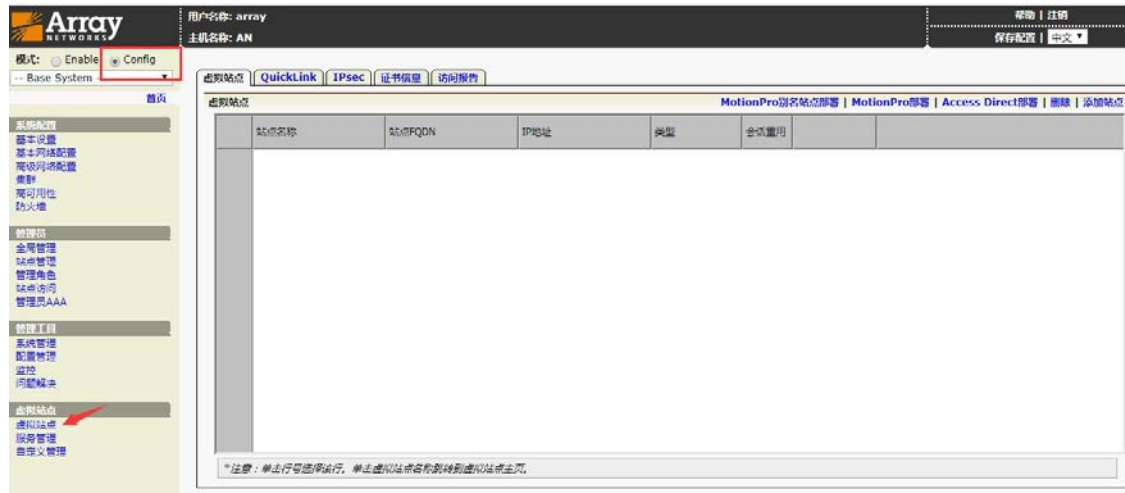 Array
NETWORKS
用户名称: array
主机名称: AN
帮助 | 注销
保存配置 | 中文
模式: Enable Config
-- Base System -
首页
虚拟站点 QuickLink IPsec 证书信息 访问报告
虚拟站点
MotionPro别名站点部署 | MotionPro部署 | Access Direct部署 | 删除 | 添加站点
站点名称 站点FQDN IP地址 类型 会话重用
系统配置
基本设置
基本网络配置
高级网络配置
集群
高可用性
防火墙
管理员
全局管理
站点管理
管理角色
站点访问
管理员AAA
管理工具
系统管理
配置管理
监控
问题解决
虚拟站点
虚拟站点
服务管理
自定义管理
*注意：单击行号选择该行。单击虚拟站点名称跳转到虚拟站点主页。